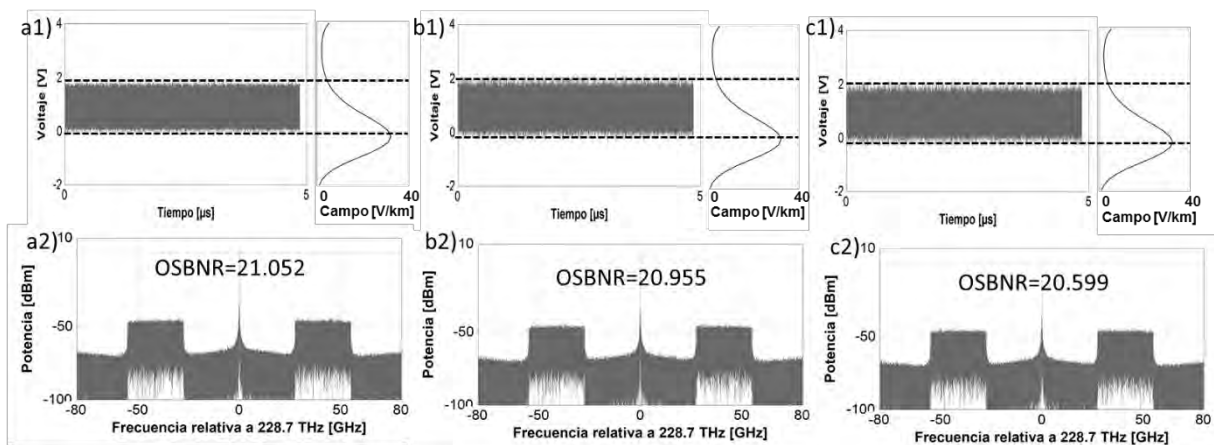 a1)
4
2
0
-2
Voltaje [V]
0
5
Tiempo [µs]
0
40
Campo [V/km]
b1)
4
2
0
-2
Voltaje [V]
0
5
Tiempo [µs]
0
40
Campo [V/km]
c1)
4
2
0
-2
Voltaje [V]
0
5
Tiempo [µs]
0
40
Campo [V/km]
a2)
10
OSBNR=21.052
Potencia [dBm]
-50
-100
-80
-50
0
50
80
Frecuencia relativa a 228.7 THz [GHz]
b2)
10
OSBNR=20.955
Potencia [dBm]
-50
-100
-80
-50
0
50
80
Frecuencia relativa a 228.7 THz [GHz]
c2)
10
OSBNR=20.599
Potencia [dBm]
-50
-100
-80
-50
0
50
80
Frecuencia relativa a 228.7 THz [GHz]